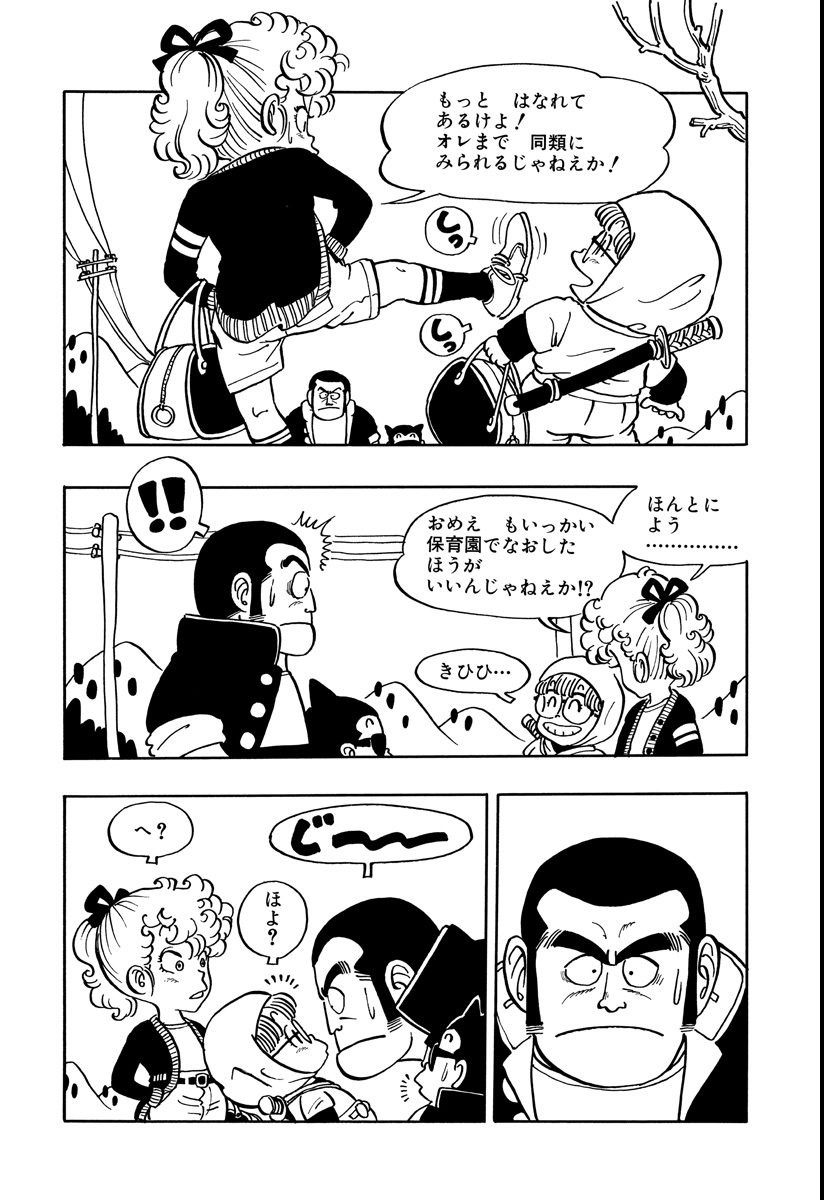 もっと はなれて
あるけよ!
オレまで 同類に
みられるじゃねえか!
しっ
しっ
ほんとに
よう
……………
おめえ もいっかい
保育園でなおした
ほうが
いいんじゃねえか!?
きひひ…
!!
じ〜〜
ほよ?
へ?